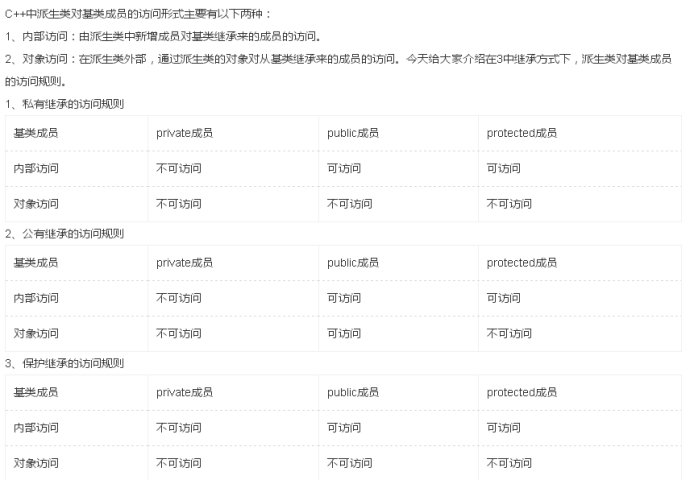 C++中派生类对基类成员的访问形式主要有以下两种：
1、内部访问：由派生类中新增成员对基类继承来的成员的访问。
2、对象访问：在派生类外部，通过派生类的对象对从基类继承来的成员的访问。今天给大家介绍在3中继承方式下，派生类对基类成员
的访问规则。
1、私有继承的访问规则
基类成员 private成员 public成员 protected成员
内部访问 不可访问 可访问 可访问
对象访问 不可访问 不可访问 不可访问
2、公有继承的访问规则
基类成员 private成员 public成员 protected成员
内部访问 不可访问 可访问 可访问
对象访问 不可访问 可访问 不可访问
3、保护继承的访问规则
基类成员 private成员 public成员 protected成员
内部访问 不可访问 可访问 可访问
对象访问 不可访问 不可访问 不可访问